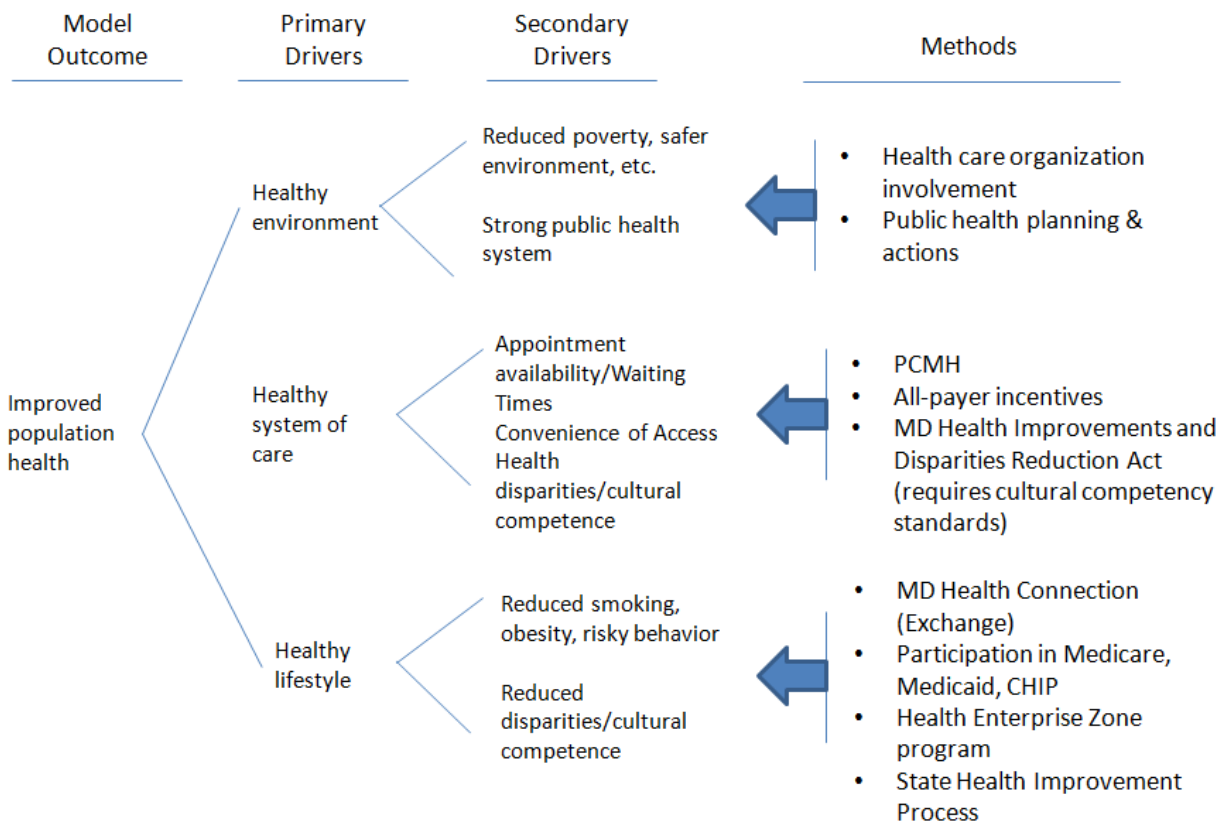 Model
Outcome
Primary
Drivers
Secondary
Drivers
Methods
Improved
population
health
Healthy
environment
Reduced poverty, safer
environment, etc.
Strong public health
system
• Health care organization
involvement
• Public health planning &
actions
Healthy
system of
care
Appointment
availability/Waiting
Times
Convenience of Access
Health
disparities/cultural
competence
• PCMH
• All-payer incentives
• MD Health Improvements and
Disparities Reduction Act
(requires cultural competency
standards)
Healthy
lifestyle
Reduced smoking,
obesity, risky behavior
Reduced
disparities/cultural
competence
• MD Health Connection
(Exchange)
• Participation in Medicare,
Medicaid, CHIP
• Health Enterprise Zone
program
• State Health Improvement
Process